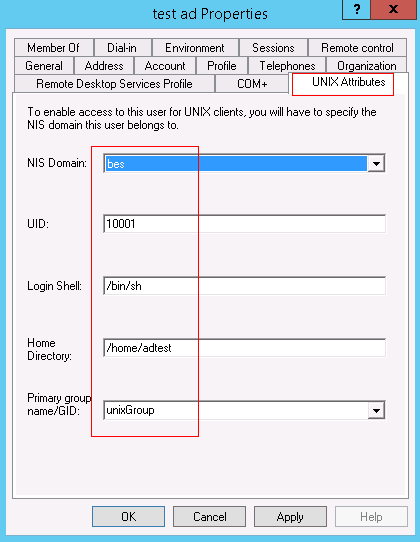 test ad Properties
?
x
Member Of
Dial-in
Environment
Sessions
Remote control
General
Address
Account
Profile
Telephones
Organization
Remote Desktop Services Profile
COM+
UNIX Attributes
To enable access to this user for UNIX clients, you will have to specify the
NIS domain this user belongs to.
NIS Domain:
bes
UID:
10001
Login Shell:
/bin/sh
Home
Directory:
/home/adtest
Primary group
name/GID:
unixGroup
OK
Cancel
Apply
Help